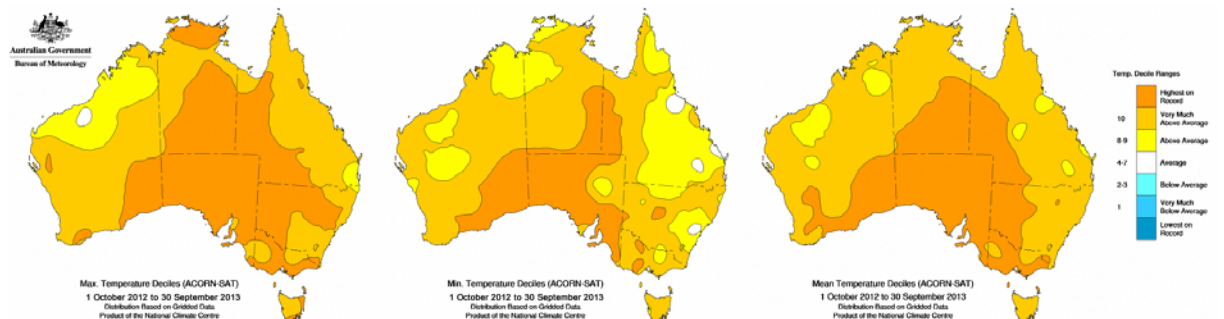 Australian Government
Bureau of Meteorology
Max. Temperature Deciles (ACORN-SAT)
1 October 2012 to 30 September 2013
Distribution Based on Gridded Data
Product of the National Climate Centre
Min. Temperature Deciles (ACORN-SAT)
1 October 2012 to 30 September 2013
Distribution Based on Gridded Data
Product of the National Climate Centre
Mean Temperature Deciles (ACORN-SAT)
1 October 2012 to 30 September 2013
Distribution Based on Gridded Data
Product of the National Climate Centre
Temp. Decile Ranges
Highest on
Record
10 Very Much
Above Average
8-9 Above Average
4-7 Average
2-3 Below Average
1 Very Much
Below Average
Lowest on
Record